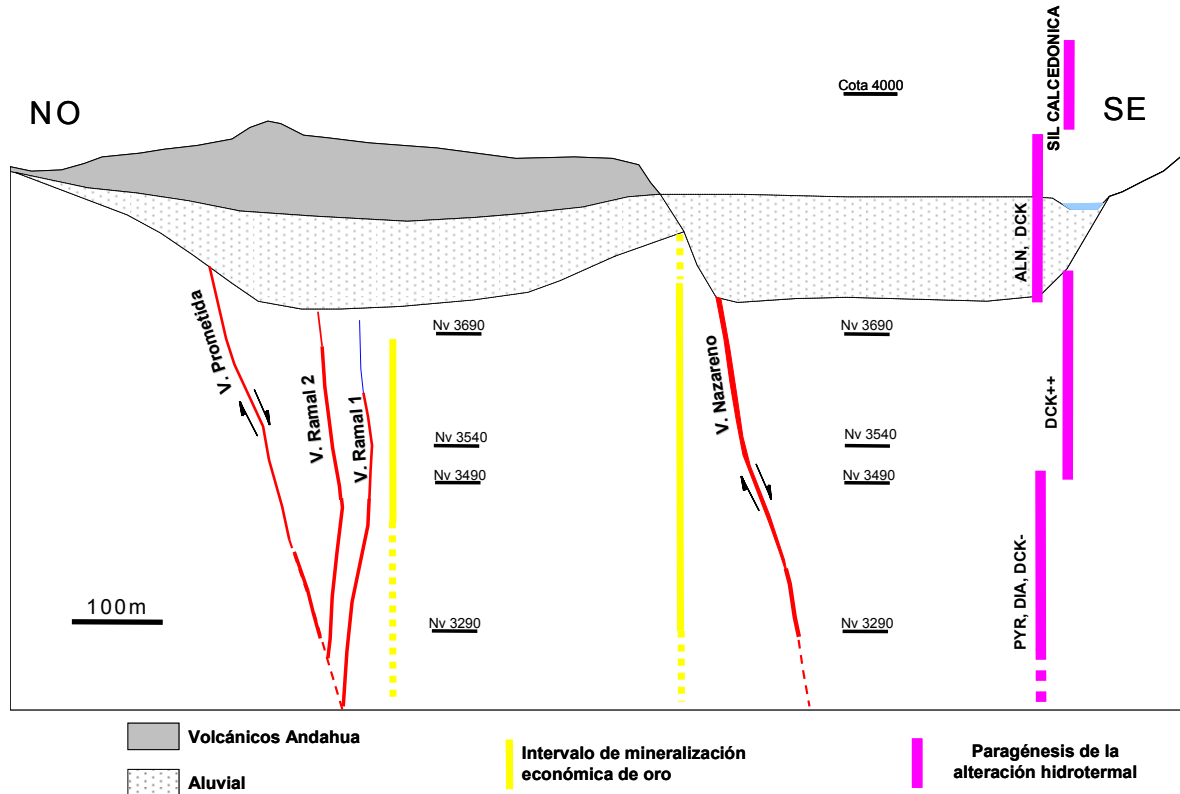 SIL CALCEDONICA
Cota 4000
NO
SE
ALN, DCK
V. Prometida
Nv 3690
Nv 3690
V. Ramal 2
V. Ramal 1
V. Nazareno
DCK++
Nv 3540
Nv 3540
Nv 3490
Nv 3490
PYR, DIA, DCK-
100m
Nv 3290
Nv 3290
Volcánicos Andahua
Aluvial
Intervalo de mineralización
económica de oro
Paragénesis de la
alteración hidrotermal